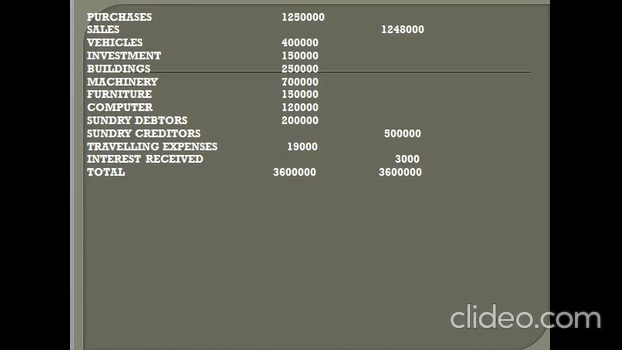 PURCHASES 1250000
SALES 1248000
VEHICLES 400000
INVESTMENT 150000
BUILDINGS 250000
MACHINERY 700000
FURNITURE 150000
COMPUTER 120000
SUNDRY DEBTORS 200000
SUNDRY CREDITORS 500000
TRAVELLING EXPENSES 19000
INTEREST RECEIVED 3000
TOTAL 3600000 3600000
clideo.com